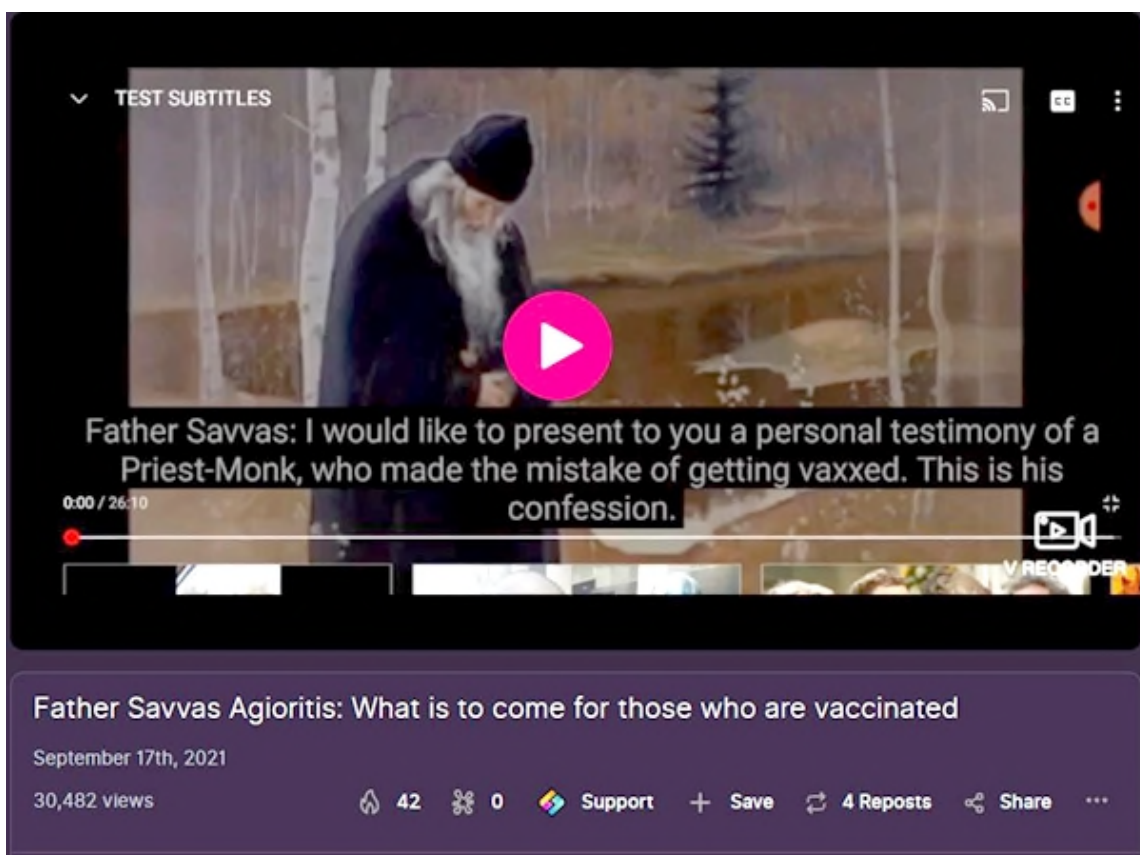 TEST SUBTITLES
CC
Father Savvas: I would like to present to you a personal testimony of a
Priest-Monk, who made the mistake of getting vaxxed. This is his
confession.
0:00 / 26:10
V RECORDER
Father Savvas Agioritis: What is to come for those who are vaccinated
September 17th, 2021
30,482 views 42 0 Support Save 4 Reposts Share